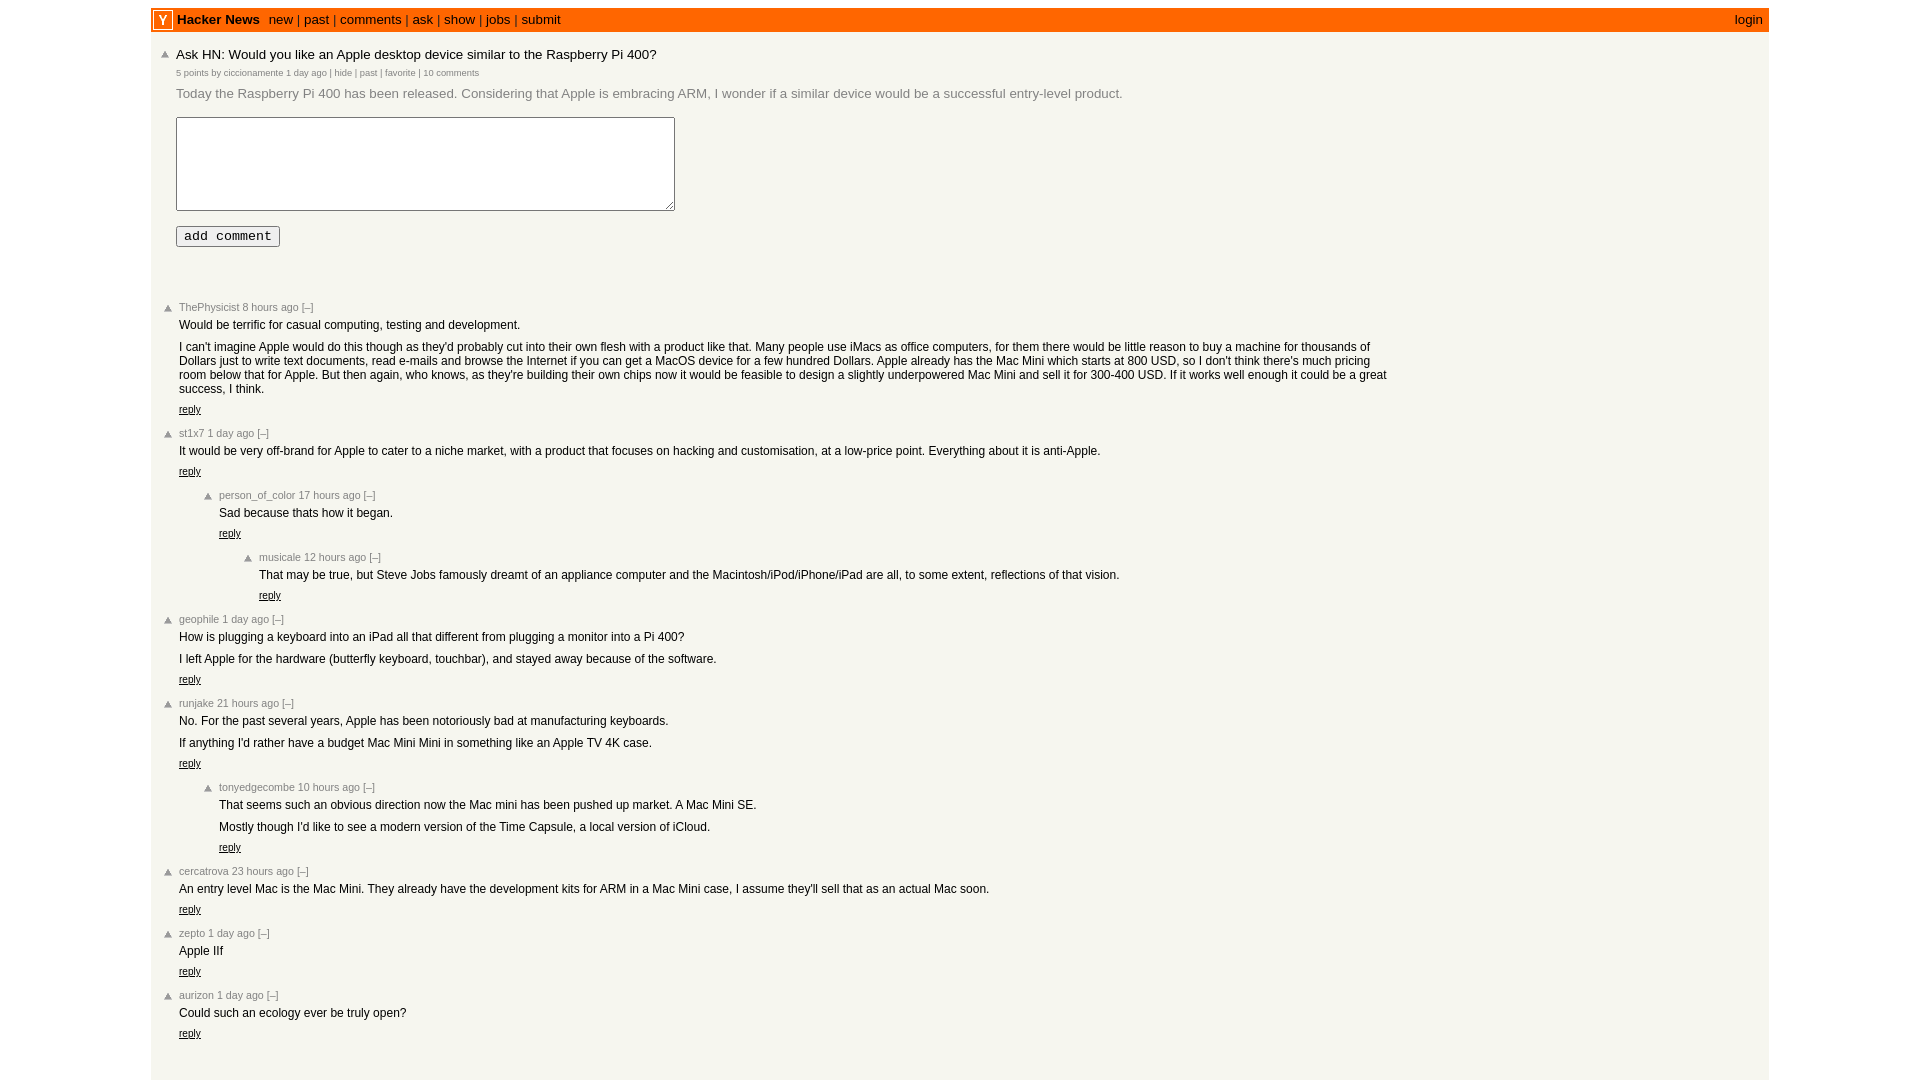 Y Hacker News new | past | comments | ask | show | jobs | submit login
Ask HN: Would you like an Apple desktop device similar to the Raspberry Pi 400?
5 points by ciccionamente 1 day ago | hide | past | favorite | 10 comments
Today the Raspberry Pi 400 has been released. Considering that Apple is embracing ARM, I wonder if a similar device would be a successful entry-level product.
add comment
ThePhysicist 8 hours ago [–]
Would be terrific for casual computing, testing and development.
I can't imagine Apple would do this though as they'd probably cut into their own flesh with a product like that. Many people use iMacs as office computers, for them there would be little reason to buy a machine for thousands of
Dollars just to write text documents, read e-mails and browse the Internet if you can get a MacOS device for a few hundred Dollars. Apple already has the Mac Mini which starts at 800 USD, so I don't think there's much pricing
room below that for Apple. But then again, who knows, as they're building their own chips now it would be feasible to design a slightly underpowered Mac Mini and sell it for 300-400 USD. If it works well enough it could be a great
success, I think.
reply
st1x7 1 day ago [–]
It would be very off-brand for Apple to cater to a niche market, with a product that focuses on hacking and customisation, at a low-price point. Everything about it is anti-Apple.
reply
person_of_color 17 hours ago [–]
Sad because thats how it began.
reply
musicale 12 hours ago [–]
That may be true, but Steve Jobs famously dreamt of an appliance computer and the Macintosh/iPod/iPhone/iPad are all, to some extent, reflections of that vision.
reply
geophile 1 day ago [–]
How is plugging a keyboard into an iPad all that different from plugging a monitor into a Pi 400?
I left Apple for the hardware (butterfly keyboard, touchbar), and stayed away because of the software.
reply
runjake 21 hours ago [–]
No. For the past several years, Apple has been notoriously bad at manufacturing keyboards.
If anything I'd rather have a budget Mac Mini Mini in something like an Apple TV 4K case.
reply
tonyedgecombe 10 hours ago [–]
That seems such an obvious direction now the Mac mini has been pushed up market. A Mac Mini SE.
Mostly though I'd like to see a modern version of the Time Capsule, a local version of iCloud.
reply
cercatrova 23 hours ago [–]
An entry level Mac is the Mac Mini. They already have the development kits for ARM in a Mac Mini case, I assume they'll sell that as an actual Mac soon.
reply
zepto 1 day ago [–]
Apple IIf
reply
aurizon 1 day ago [–]
Could such an ecology ever be truly open?
reply